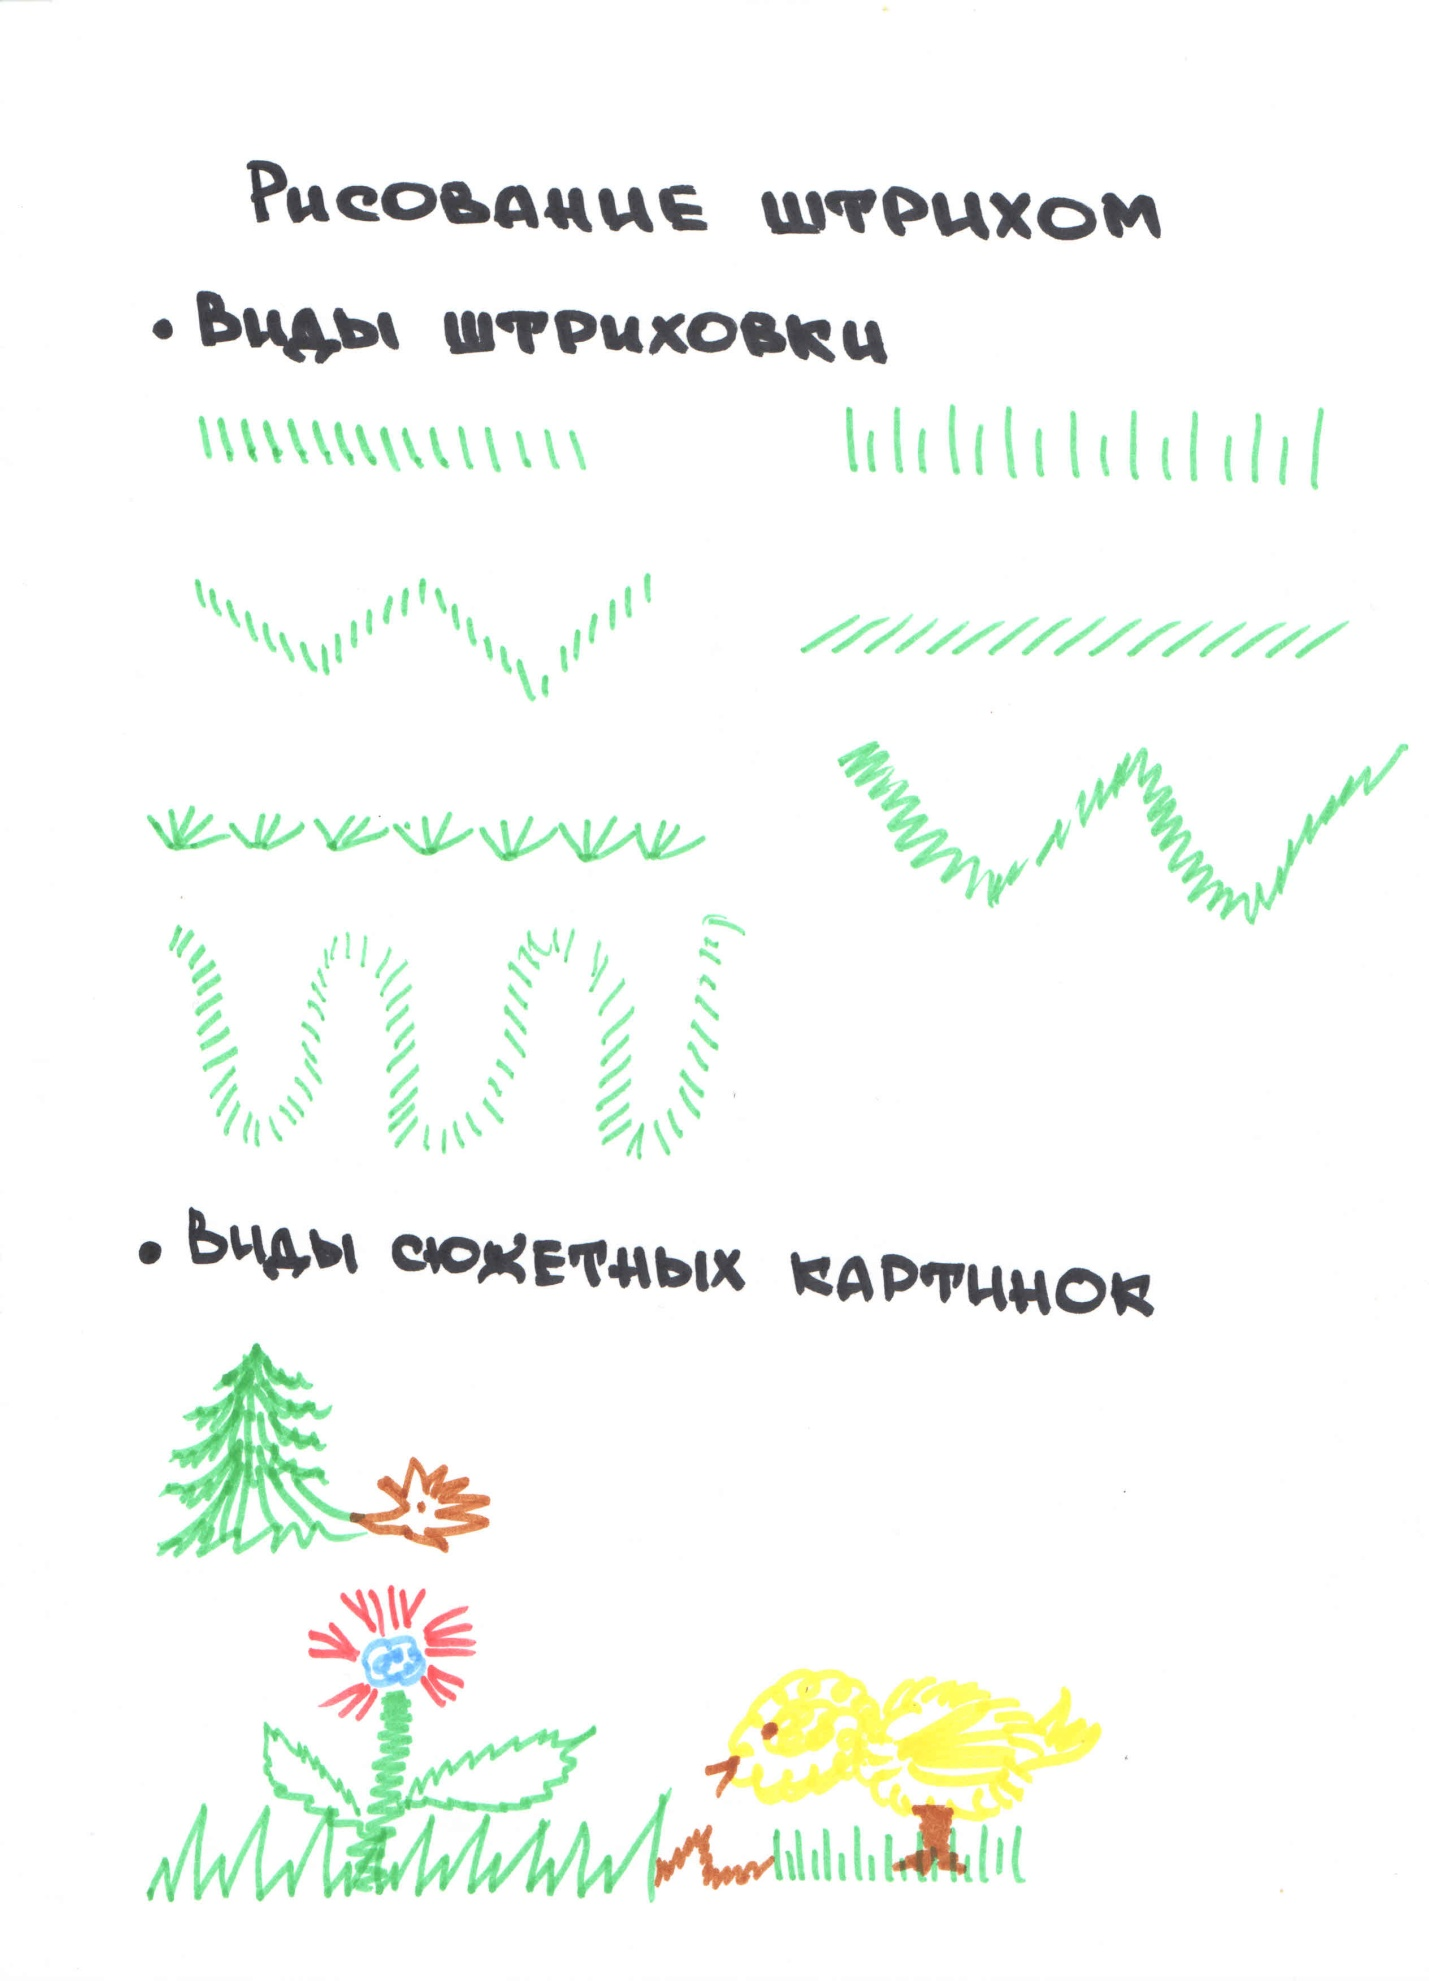 Рисование штрихом
• Виды штриховки
• Виды сюжетных картинок